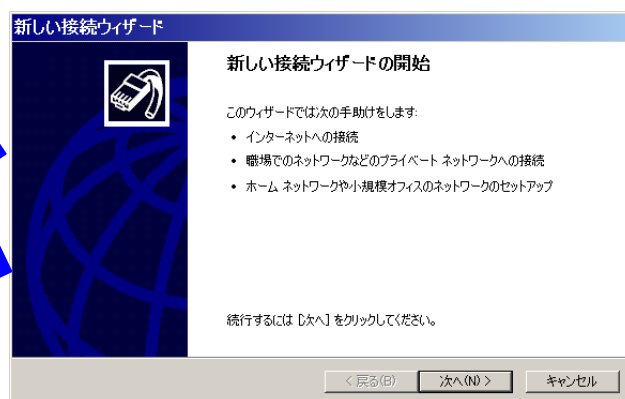 新しい接続ウィザード
新しい接続ウィザードの開始
このウィザードでは次の手助けをします:
• インターネットへの接続
• 職場でのネットワークなどのプライベート ネットワークへの接続
• ホーム ネットワークや小規模オフィスのネットワークのセットアップ
続行するには [次へ] をクリックしてください。
< 戻る(B) 次へ(N) > キャンセル